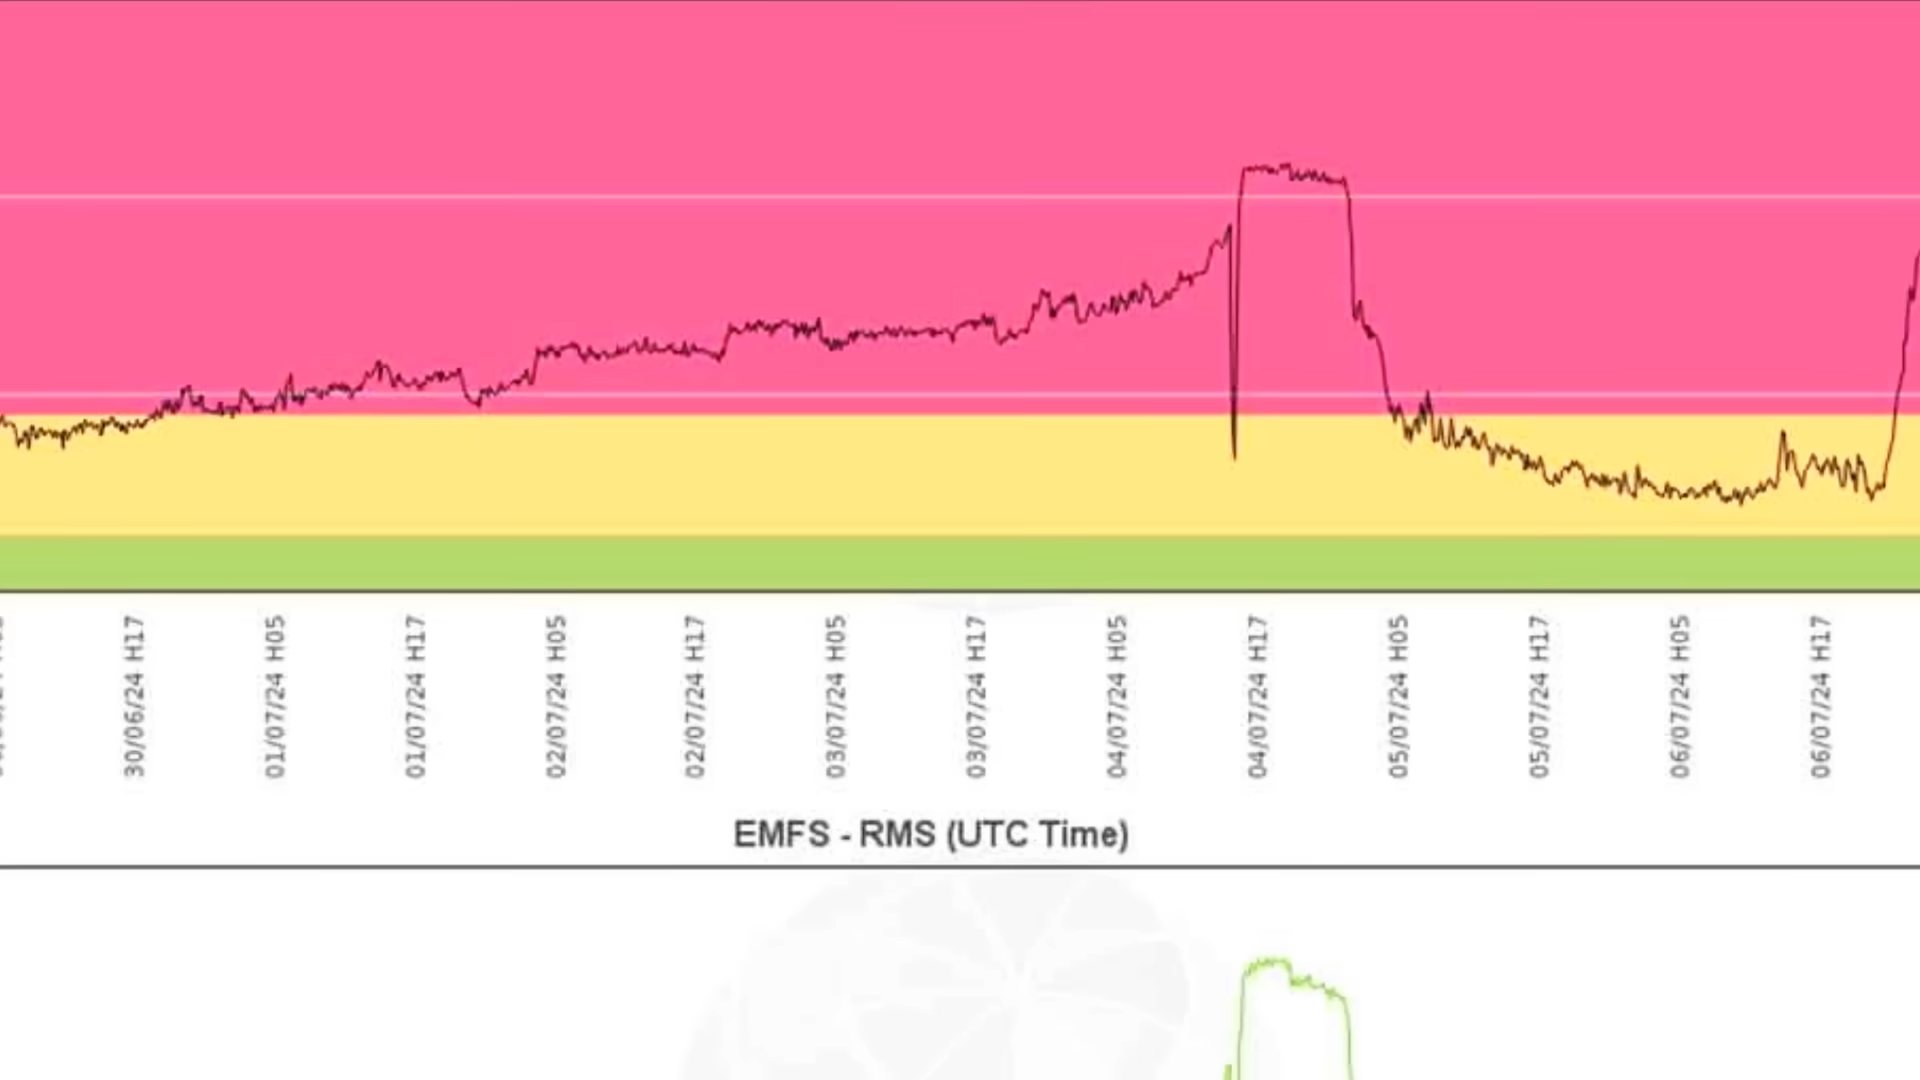 30/06/24 H17
01/07/24 H05
01/07/24 H17
02/07/24 H05
02/07/24 H17
03/07/24 H05
03/07/24 H17
04/07/24 H05
04/07/24 H17
05/07/24 H05
05/07/24 H17
06/07/24 H05
06/07/24 H17
EMFS - RMS (UTC Time)